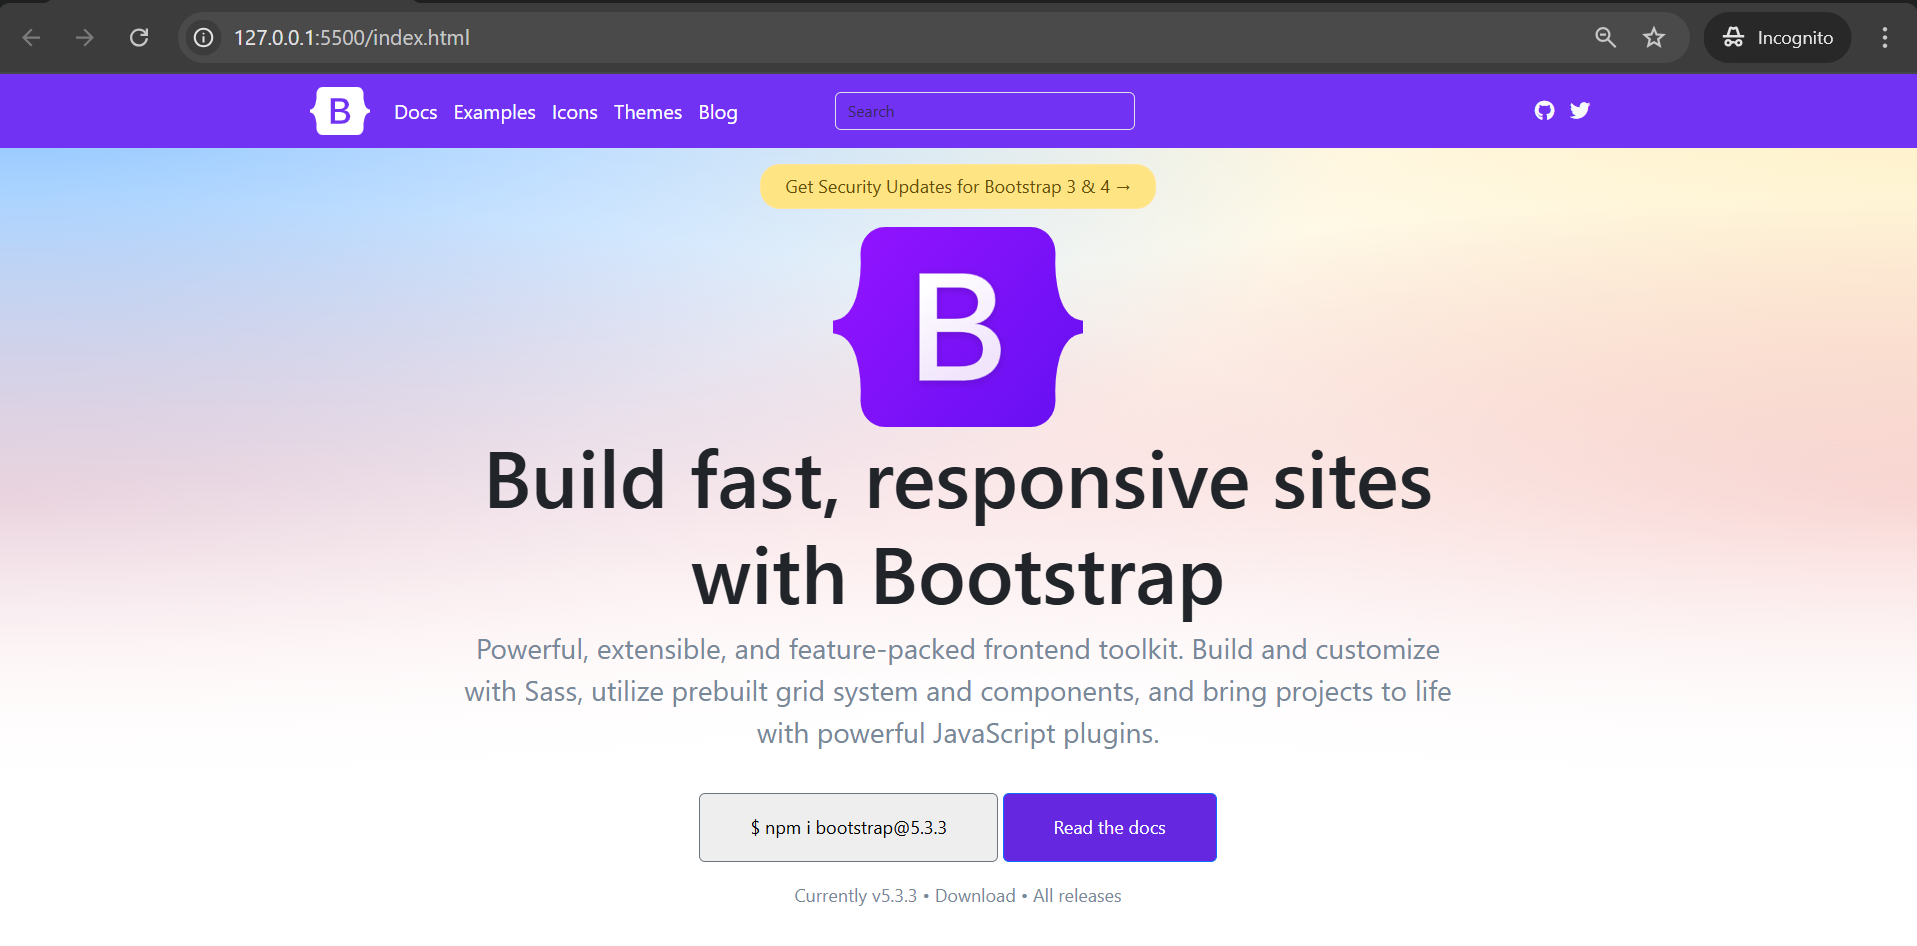 127.0.0.1:5500/index.html
Incognito
B
Docs Examples Icons Themes Blog
Search
Get Security Updates for Bootstrap 3 & 4 →
B
Build fast, responsive sites
with Bootstrap
Powerful, extensible, and feature-packed frontend toolkit. Build and customize
with Sass, utilize prebuilt grid system and components, and bring projects to life
with powerful JavaScript plugins.
$ npm i bootstrap@5.3.3
Read the docs
Currently v5.3.3 • Download • All releases